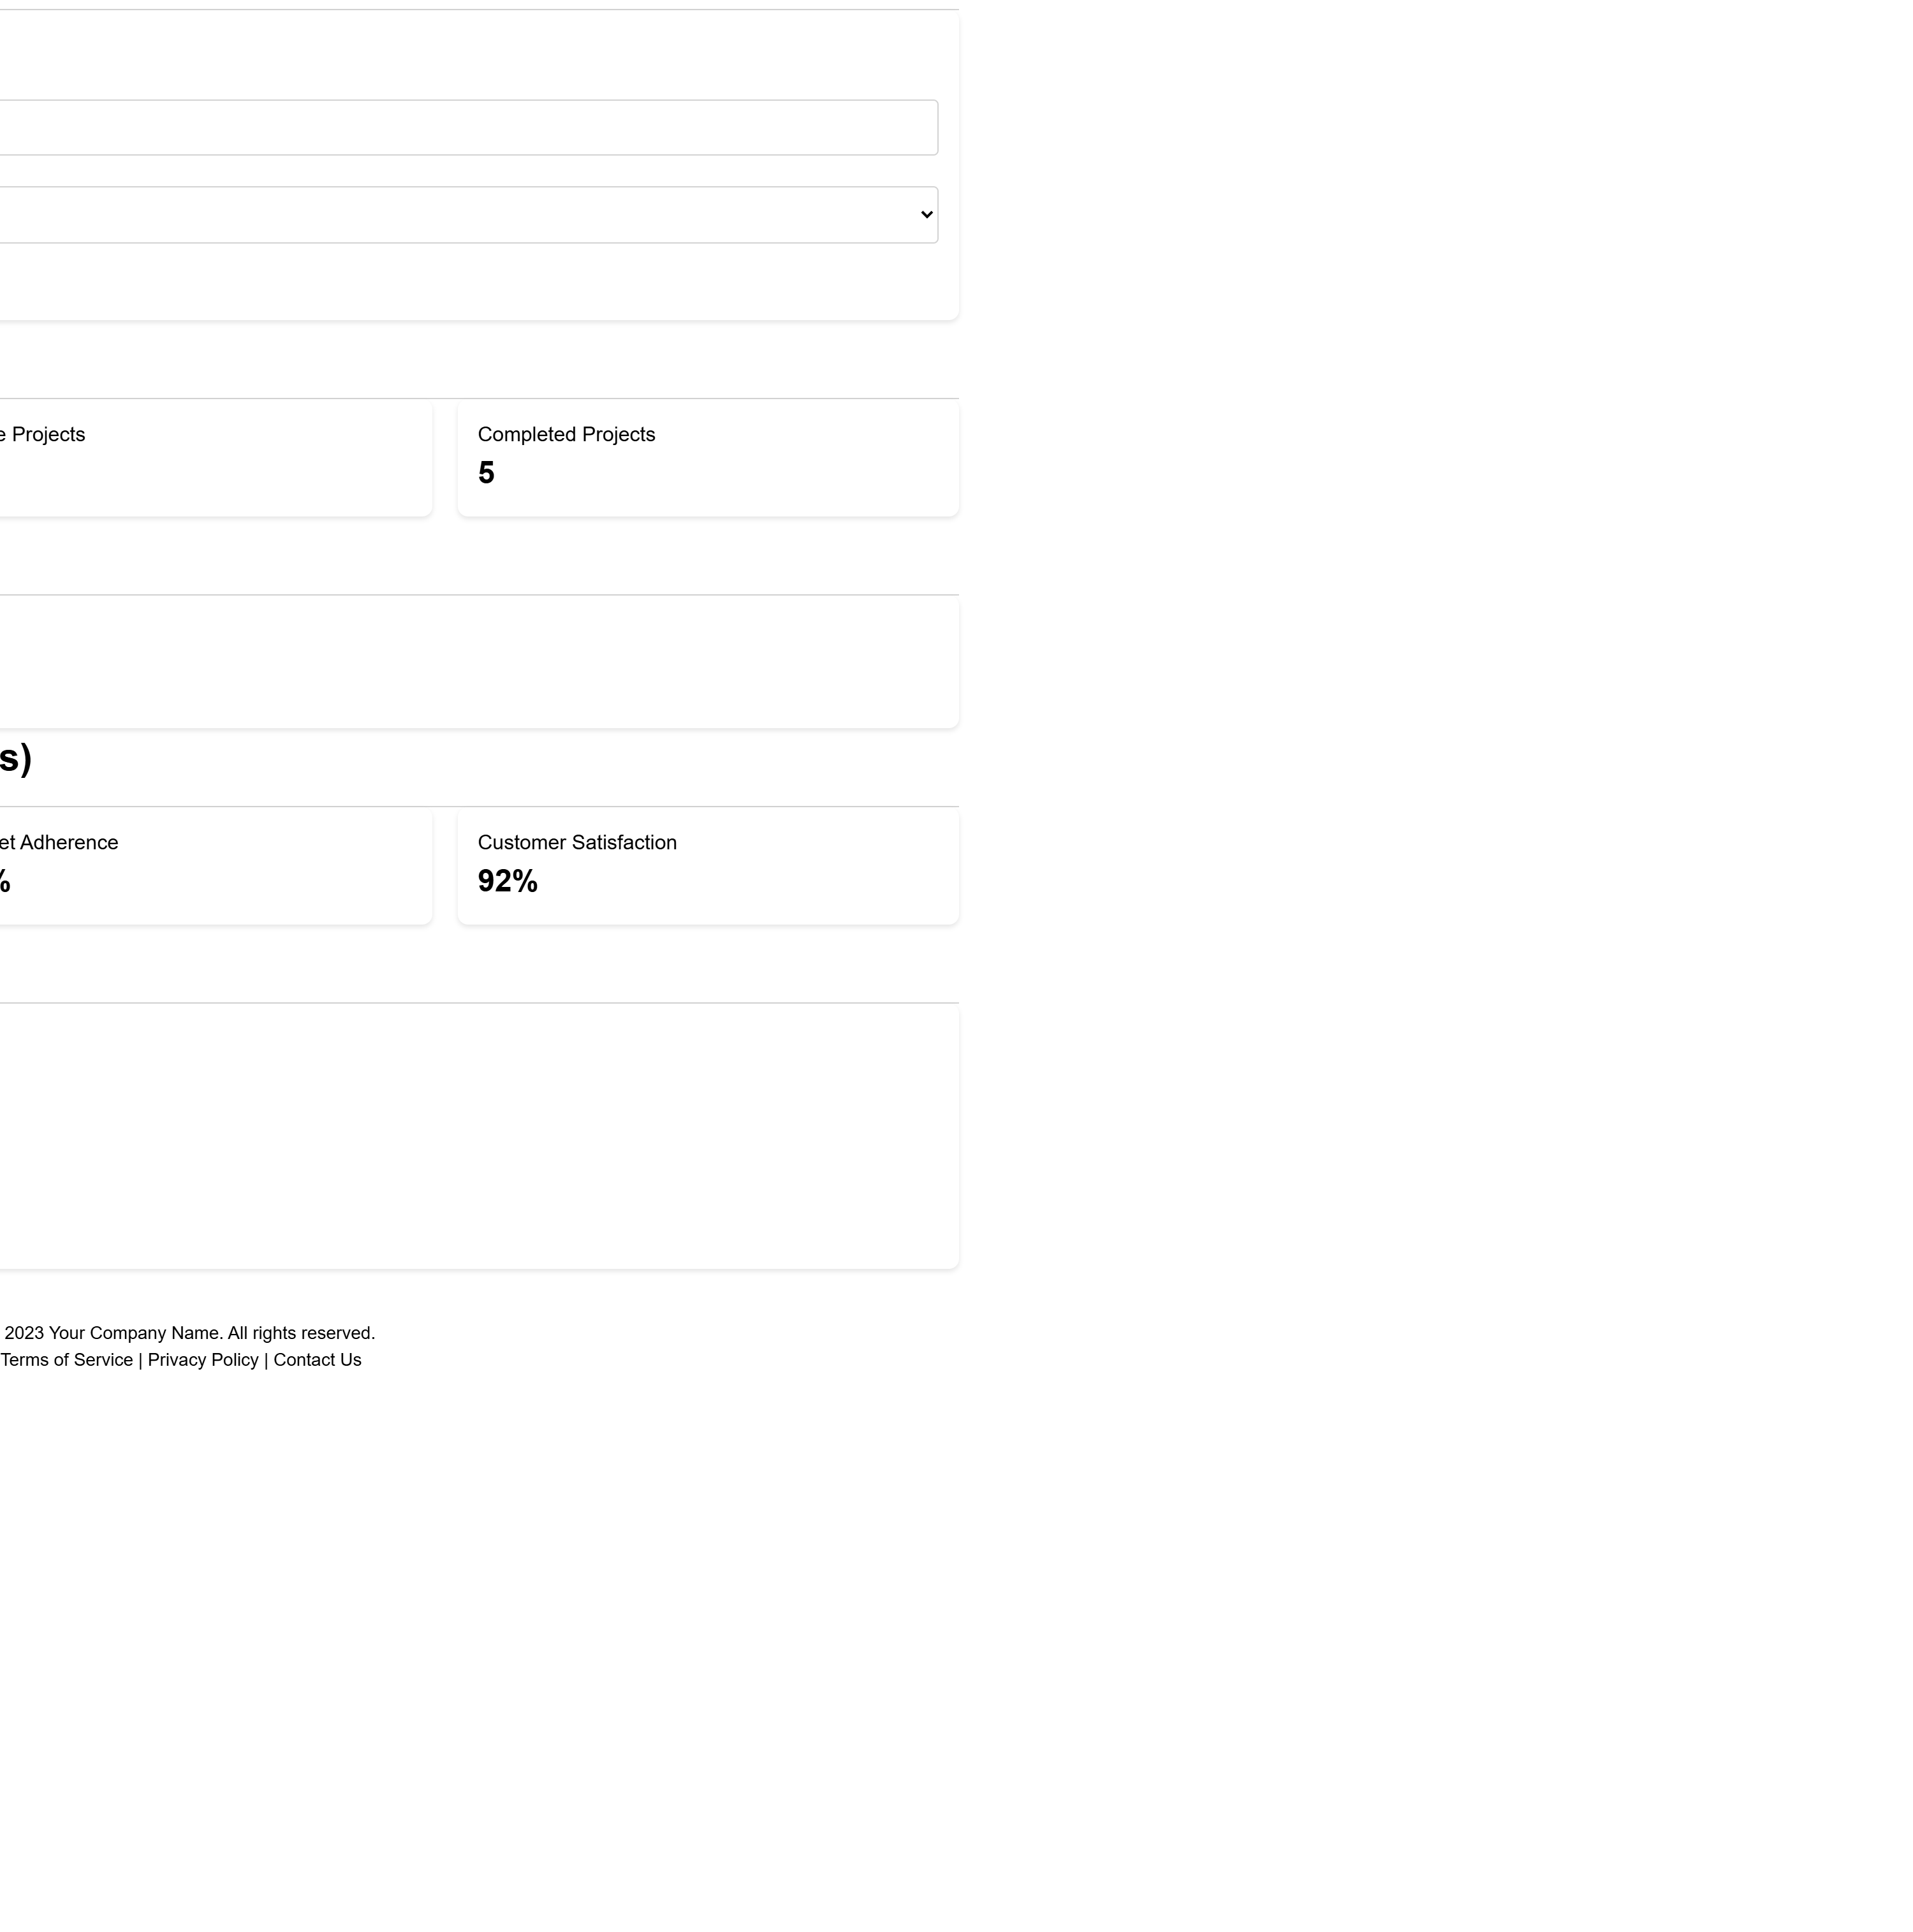 Projects
Completed Projects
5
s)
Adherence
Customer Satisfaction
%
92%
2023 Your Company Name. All rights reserved.
Terms of Service | Privacy Policy | Contact Us